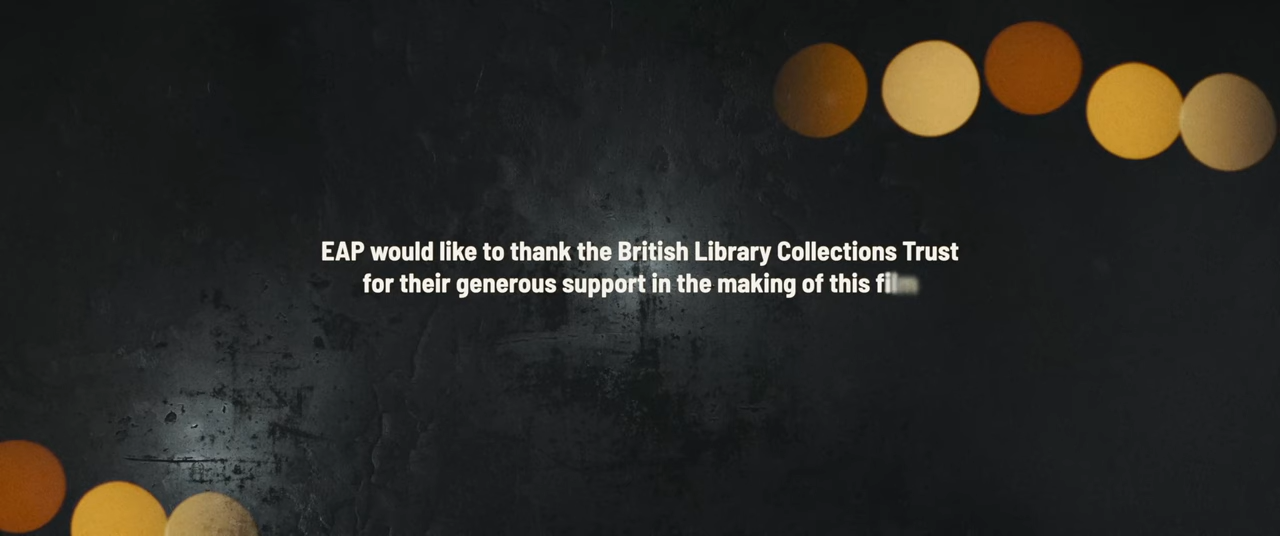 EAP would like to thank the British Library Collections Trust
for their generous support in the making of this film